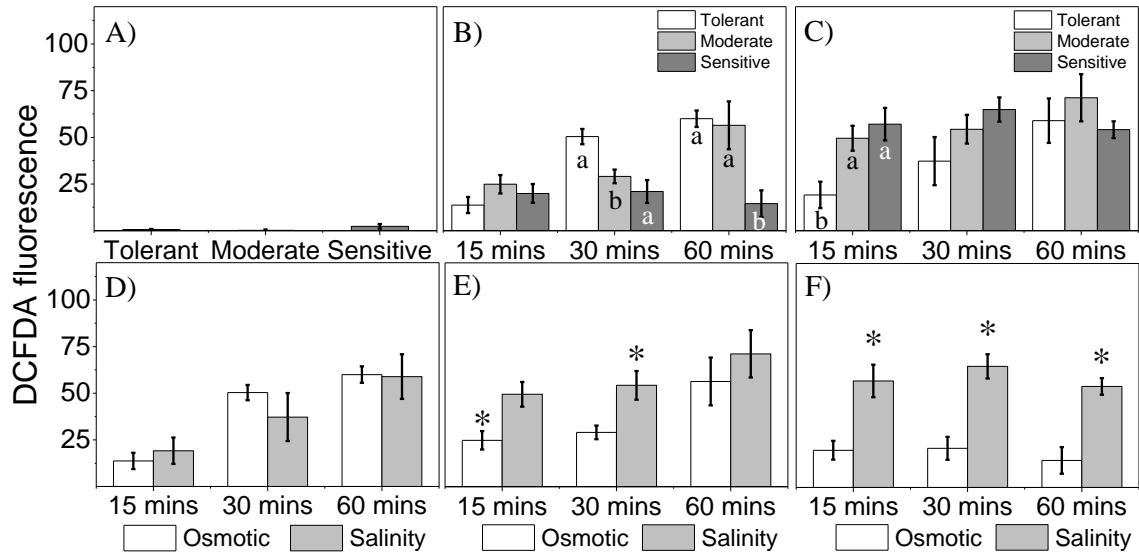 DCFDA fluorescence
A)
100
75
50
25
Tolerant Moderate Sensitive
B)
Tolerant
Moderate
Sensitive
a
b
a
a
a
b
15 mins 30 mins 60 mins
C)
Tolerant
Moderate
Sensitive
b
a
a
15 mins 30 mins 60 mins
D)
100
75
50
25
15 mins 30 mins 60 mins
Osmotic Salinity
E)
*
*
15 mins 30 mins 60 mins
Osmotic Salinity
F)
*
*
*
15 mins 30 mins 60 mins
Osmotic Salinity